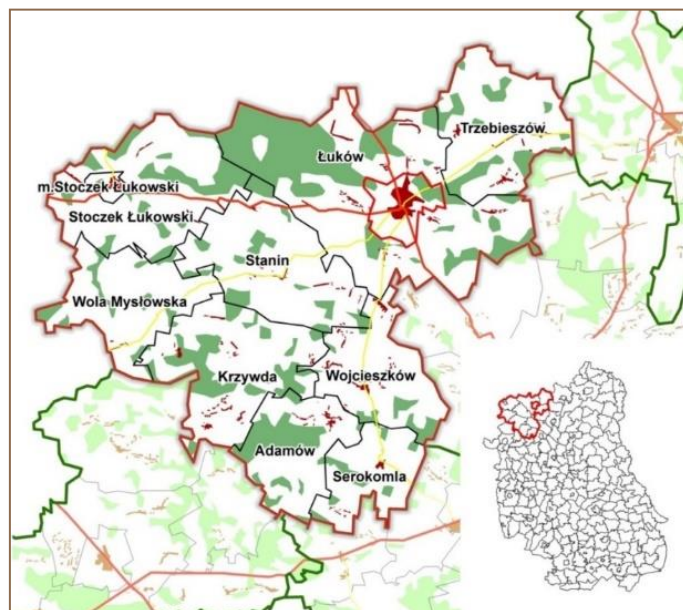 Trzebieszów
Łuków
m.Stoczek Łukowski
Stoczek Łukowski
Stanin
Wola Mysłowska
Krzywda
Wojcieszków
Adamów
Serokomla